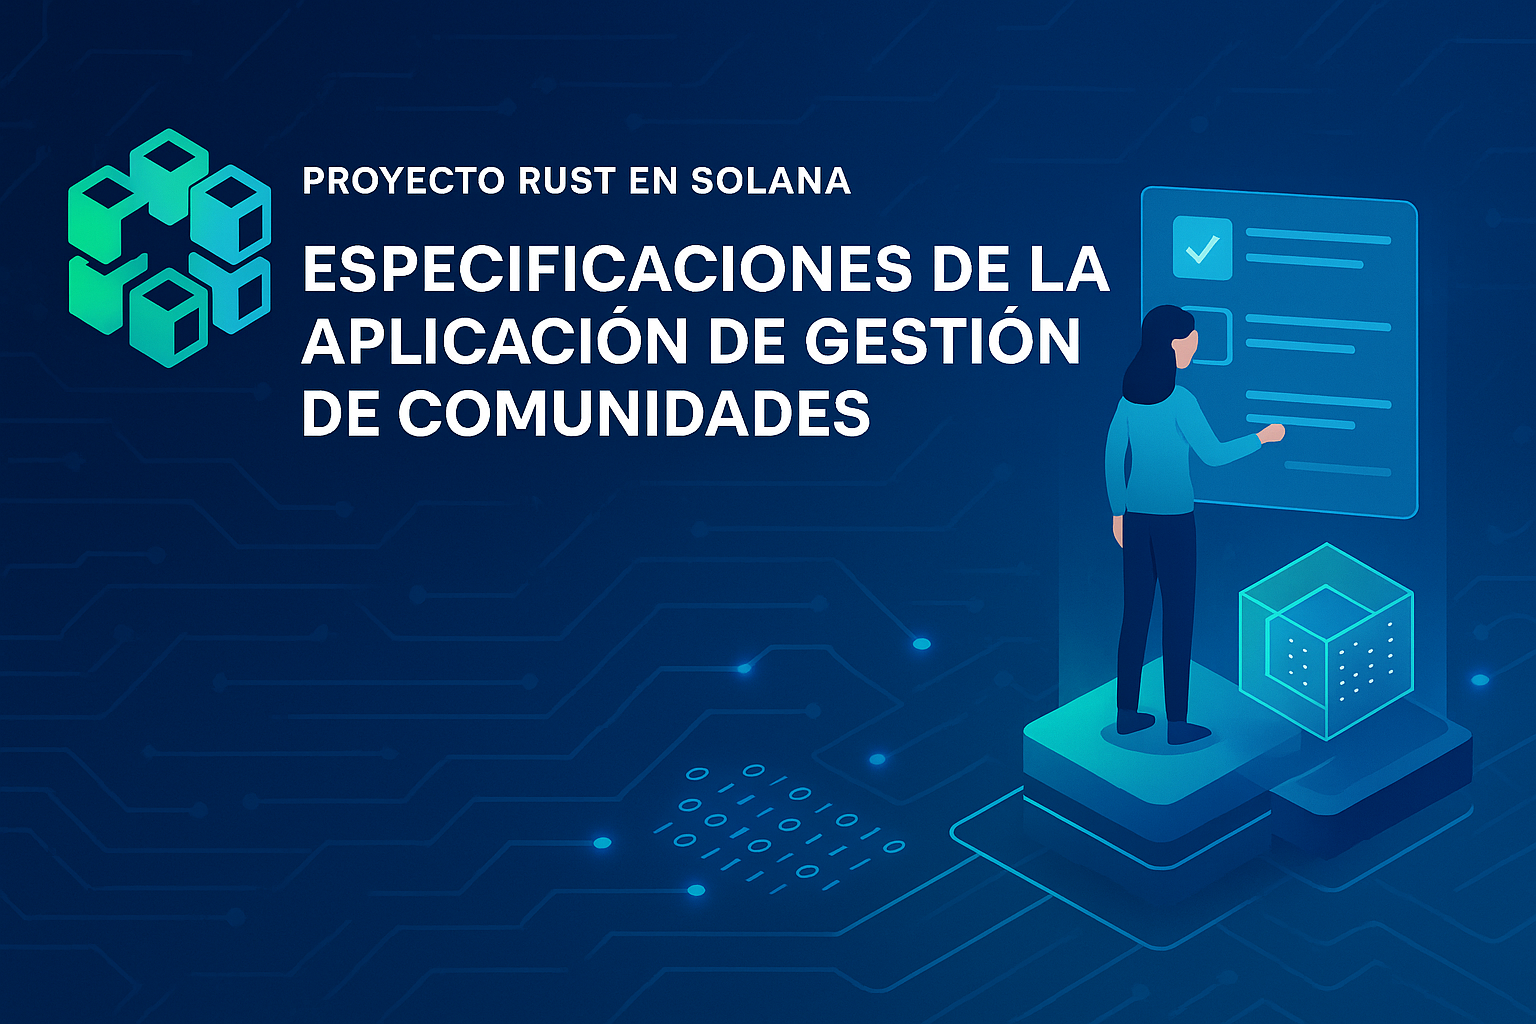 PROYECTO RUST EN SOLANA
ESPECIFICACIONES DE LA
APLICACIÓN DE GESTIÓN
DE COMUNIDADES